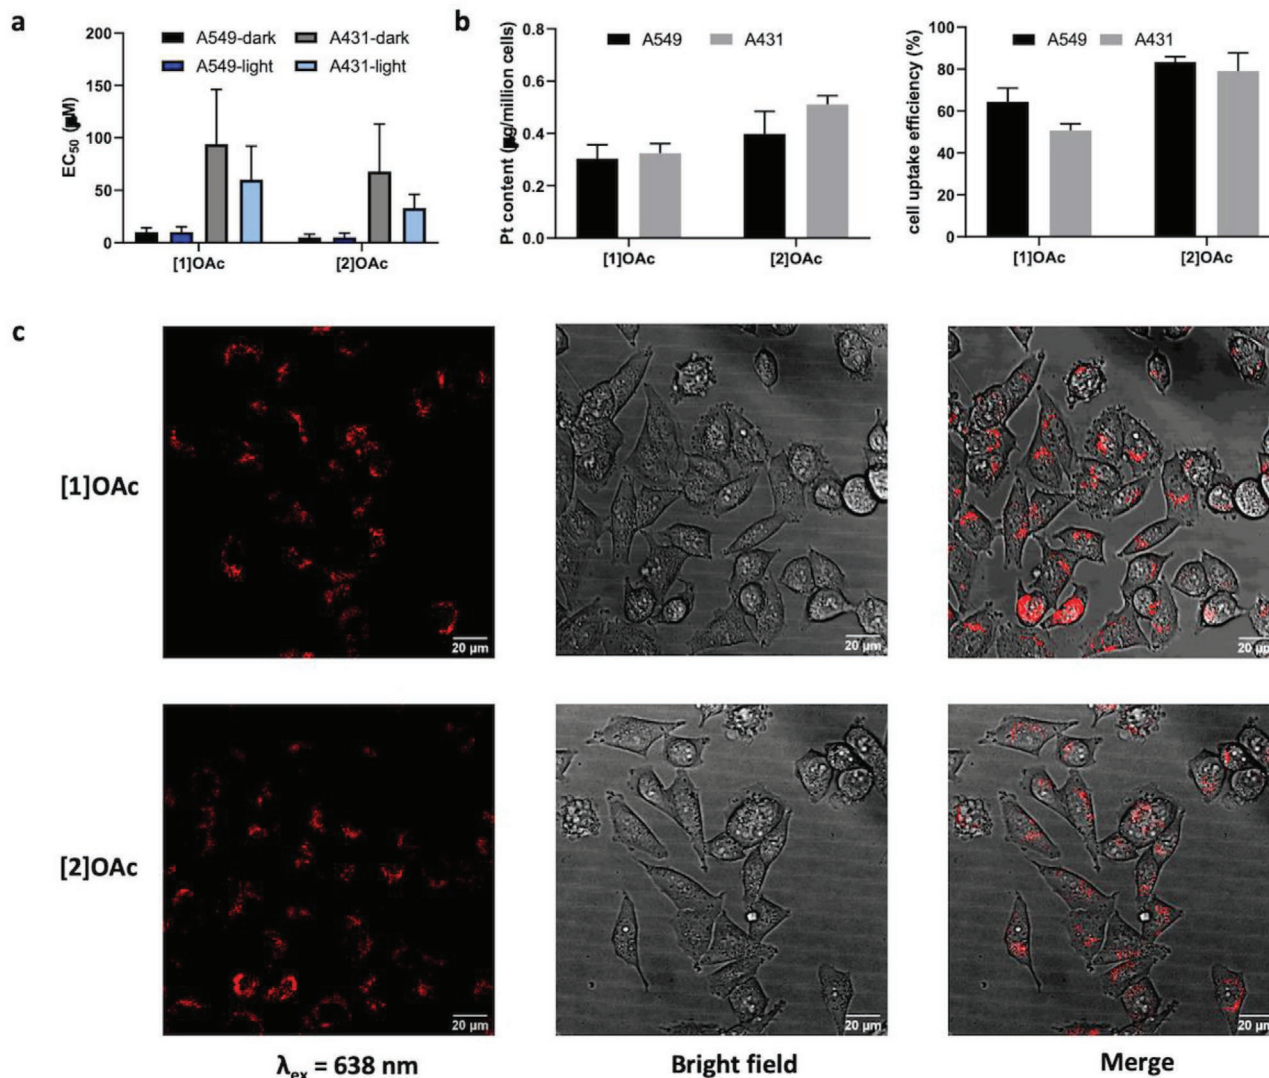 a
200
150
100
50
0
EC50 (μM)
A549-dark A431-dark
A549-light A431-light
[1]OAc [2]OAc
b
0.8
0.6
0.4
0.2
0.0
Pt content (μg/million cells)
A549 A431
[1]OAc [2]OAc
100
80
60
40
20
0
cell uptake efficiency (%)
A549 A431
[1]OAc [2]OAc
c
[1]OAc
20 μm
20 μm
20 μm
[2]OAc
20 μm
20 μm
20 μm
λex = 638 nm
Bright field
Merge